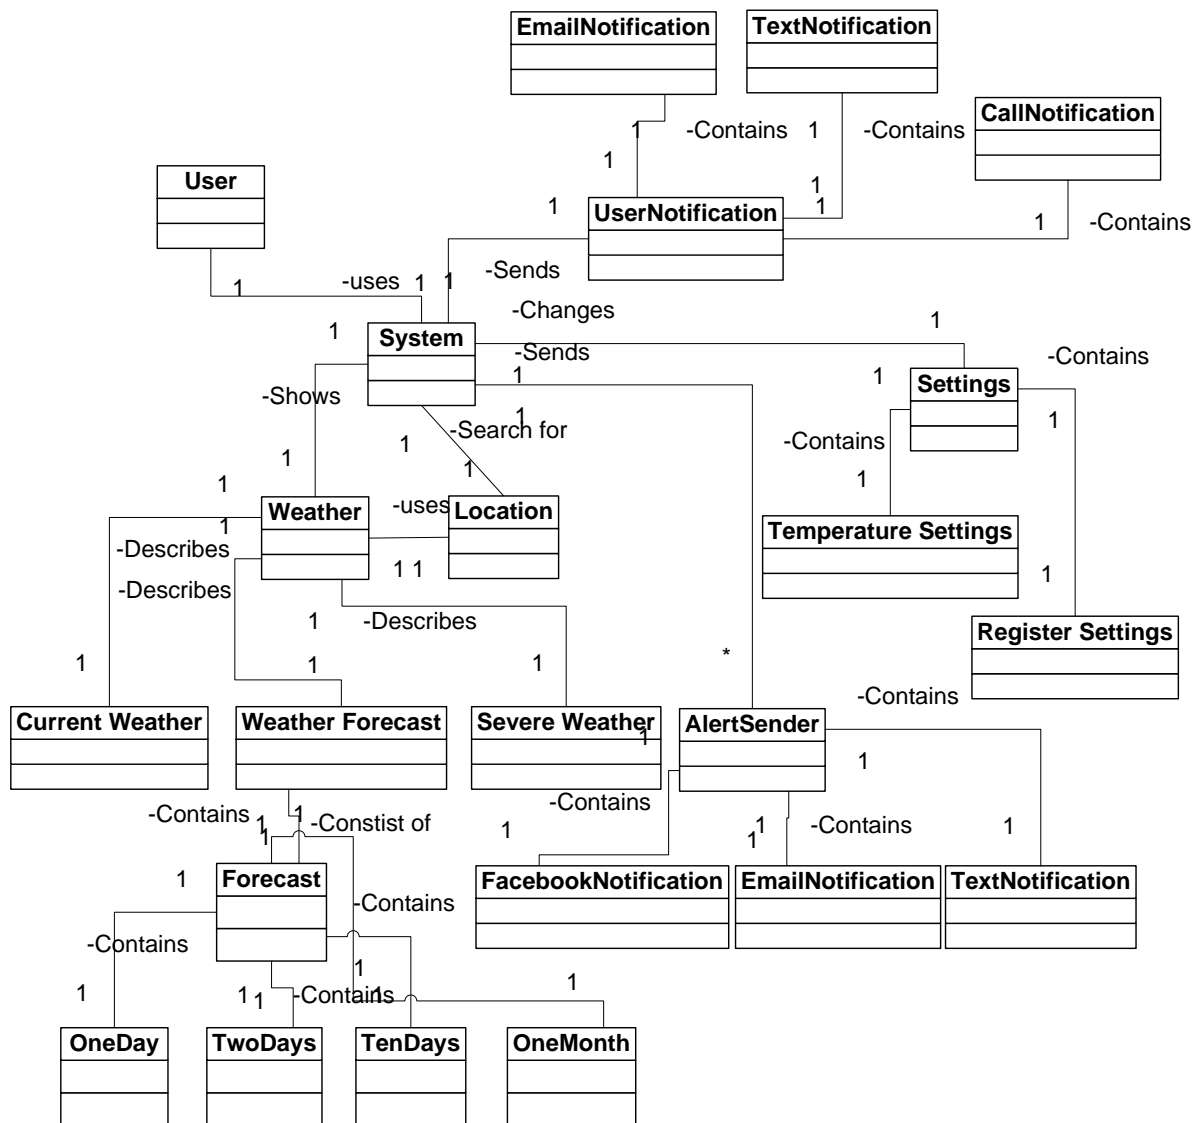 EmailNotification
TextNotification
CallNotification
1
-Contains
1
-Contains
1
User
1
1
UserNotification
1
1
-Contains
1
-uses
1
1
-Sends
-Changes
1
System
1
-Sends
-Contains
1
1
Settings
-Shows
1
1
-Search for
1
-Contains
1
1
1
1
Weather
-uses
Location
1
Temperature Settings
-Describes
1 1
-Describes
1
1
-Describes
Register Settings
1
1
1
*
-Contains
Current Weather
Weather Forecast
Severe Weather
AlertSender
1
1
-Contains
-Contains
1
1
-Constist of
1
1
1
-Contains
1
1
Forecast
1
FacebookNotification
EmailNotification
TextNotification
-Contains
-Contains
1
1
1
1
1
-Contains
1
1
OneDay
TwoDays
TenDays
OneMonth